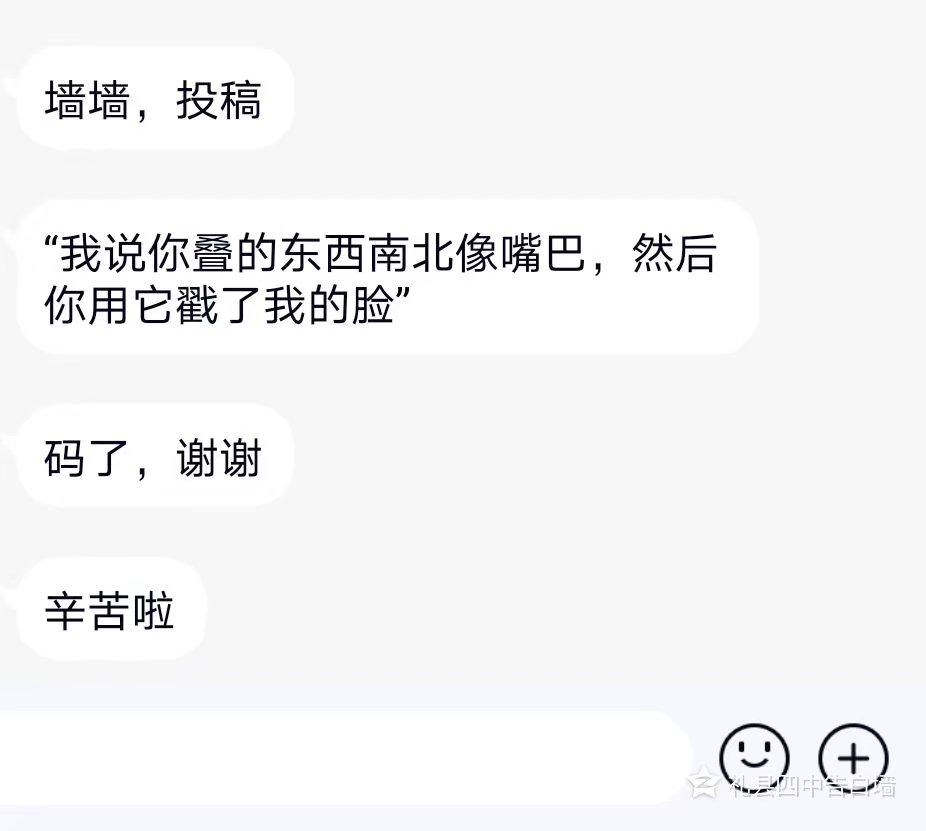 墙墙，投稿
“我说你叠的东西南北像嘴巴，然后
你用它戳了我的脸”
码了，谢谢
辛苦啦
礼县四中告白墙